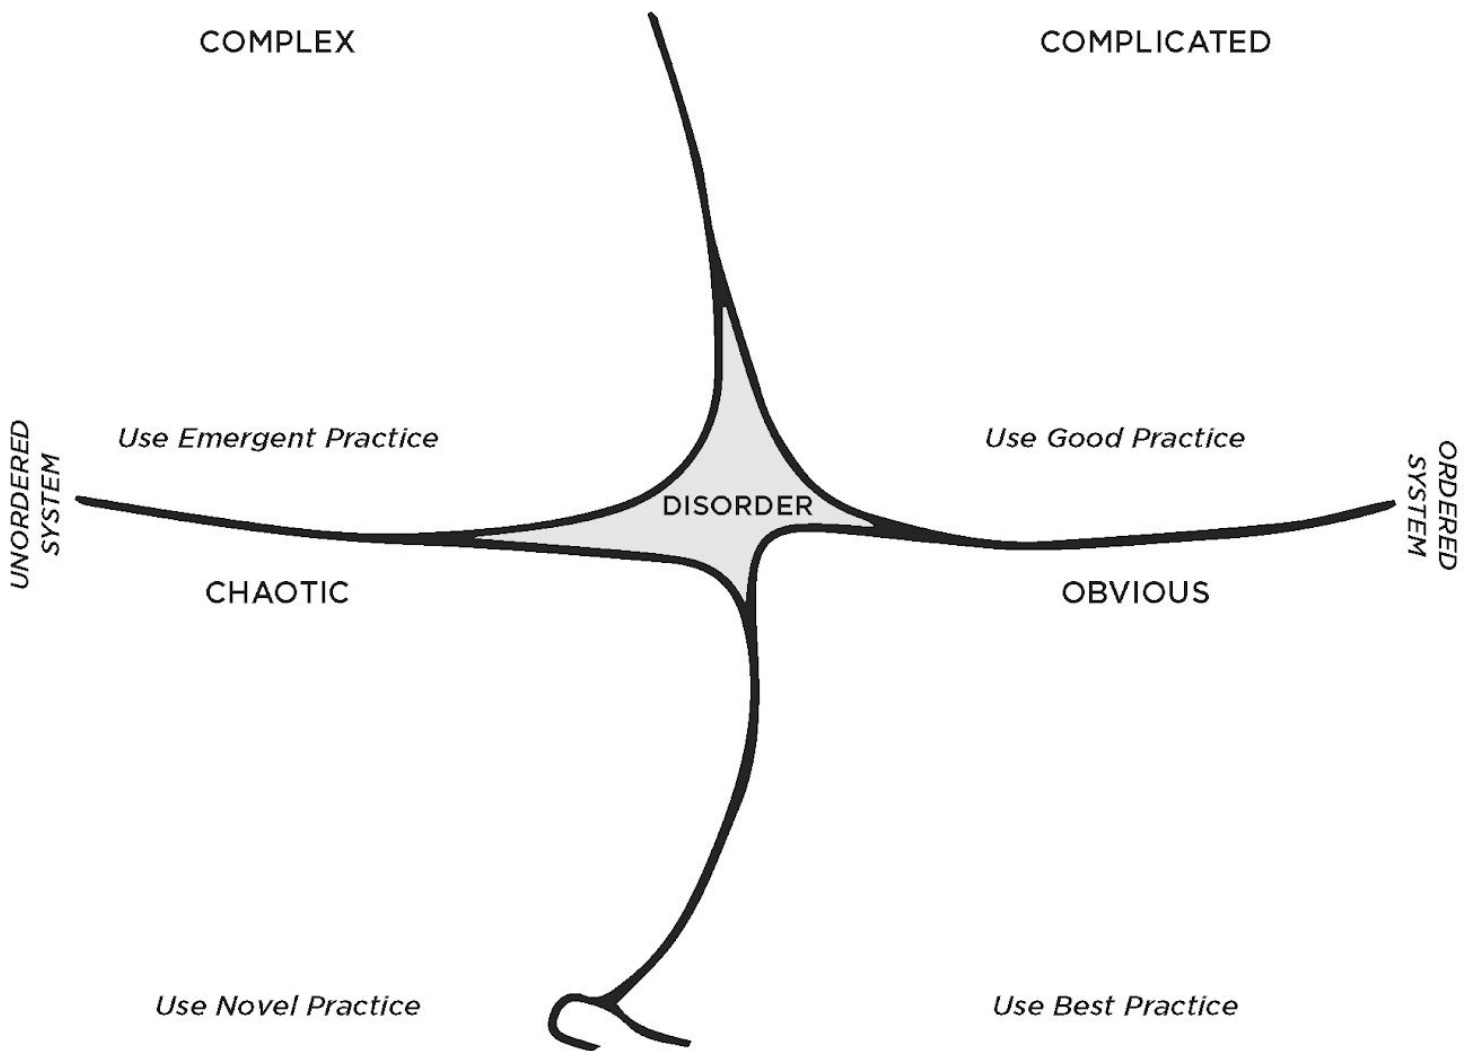 COMPLEX
COMPLICATED
Use Emergent Practice
Use Good Practice
UNORDERED
SYSTEM
ORDERED
SYSTEM
DISORDER
CHAOTIC
OBVIOUS
Use Novel Practice
Use Best Practice